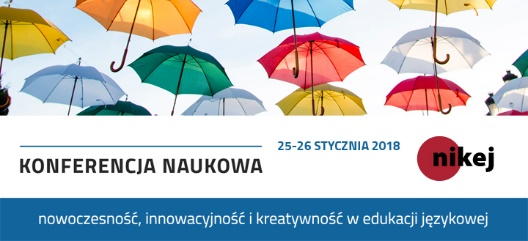 25-26 STYCZNIA 2018
KONFERENCJA NAUKOWA
nikej
nowoczesność, innowacyjność i kreatywność w edukacji językowej